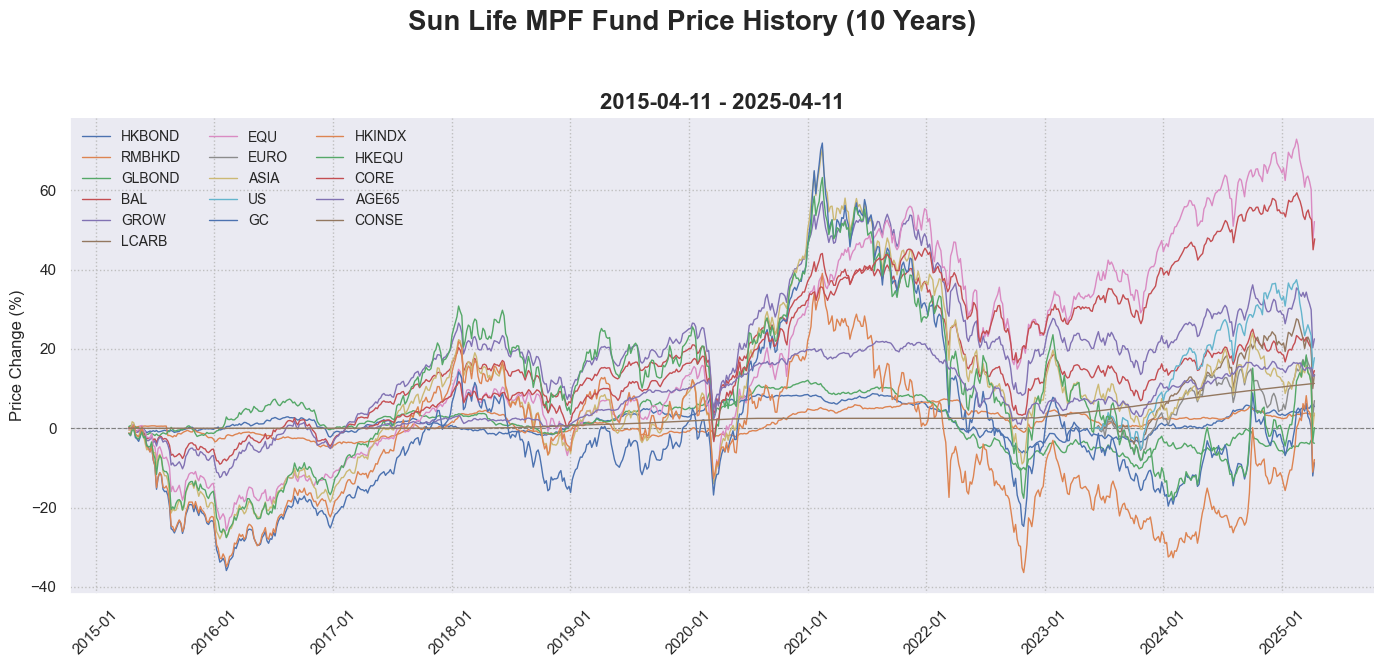 Sun Life MPF Fund Price History (10 Years)
2015-04-11 - 2025-04-11
HKBOND EQU HKINDX
RMBHKD EURO HKEQU
GLBOND ASIA CORE
BAL US AGE65
GROW GC CONSE
LCARB
Price Change (%)
60
40
20
0
−20
−40
2015-01 2016-01 2017-01 2018-01 2019-01 2020-01 2021-01 2022-01 2023-01 2024-01 2025-01